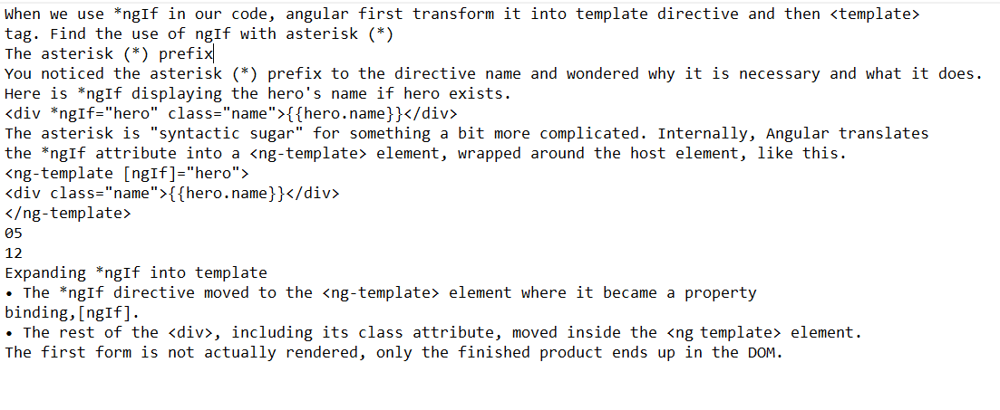 When we use *ngIf in our code, angular first transform it into template directive and then <template>
tag. Find the use of ngIf with asterisk (*)
The asterisk (*) prefix
You noticed the asterisk (*) prefix to the directive name and wondered why it is necessary and what it does.
Here is *ngIf displaying the hero's name if hero exists.
<div *ngIf="hero" class="name">{{hero.name}}</div>
The asterisk is "syntactic sugar" for something a bit more complicated. Internally, Angular translates
the *ngIf attribute into a <ng-template> element, wrapped around the host element, like this.
<ng-template [ngIf]="hero">
<div class="name">{{hero.name}}</div>
</ng-template>
05
12
Expanding *ngIf into template
• The *ngIf directive moved to the <ng-template> element where it became a property
binding,[ngIf].
• The rest of the <div>, including its class attribute, moved inside the <ng template> element.
The first form is not actually rendered, only the finished product ends up in the DOM.